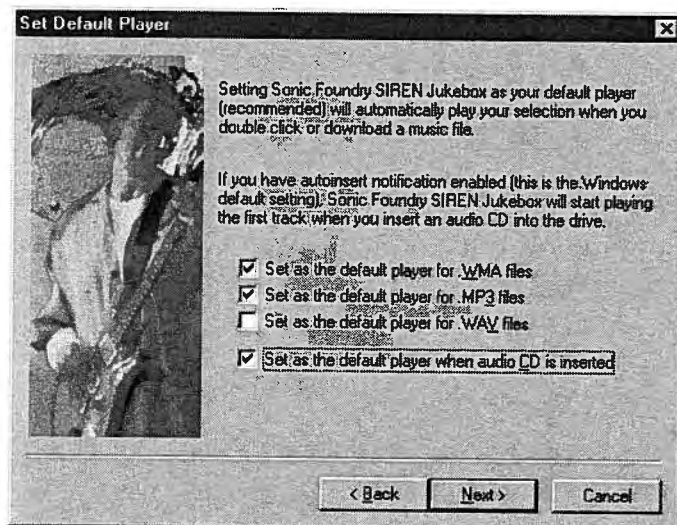 Set Default Player
Setting Sonic Foundry SIREN Jukebox as your default player
(recommended) will automatically play your selection when you
double click or download a music file.
If you have autoinsert notification enabled (this is the Windows
default setting), Sonic Foundry SIREN Jukebox will start playing
the first track when you insert an audio CD into the drive.
Set as the default player for .WMA files
Set as the default player for .MP3 files
Set as the default player for .WAV files
Set as the default player when audio CD is inserted
< Back
Next >
Cancel